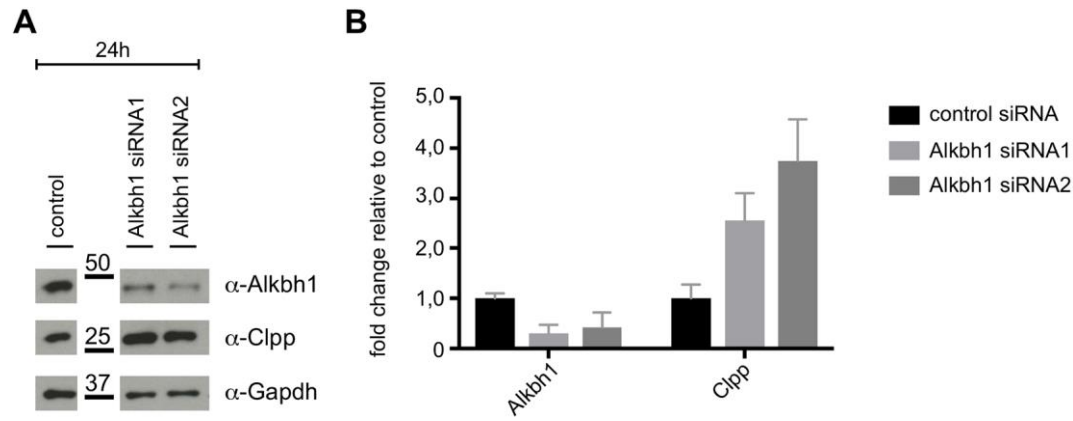 A
24h
control
Alkbh1 siRNA1
Alkbh1 siRNA2
50
α-Alkbh1
25
α-Clpp
37
α-Gapdh
B
fold change relative to control
5,0
4,0
3,0
2,0
1,0
0
Alkbh1
Clpp
control siRNA
Alkbh1 siRNA1
Alkbh1 siRNA2